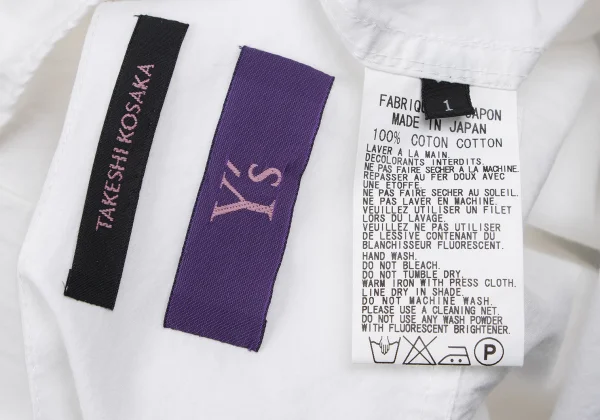 TAKESHI KOSAKA
Y's
1
FABRIQ JAPON
MADE IN JAPAN
100% COTON COTTON
LAVER A LA MAIN.
DECOLORANTS INTERDITS.
NE PAS FAIRE SECHER A LA MACHINE.
REPASSER AU FER DOUX AVEC
UNE ETOFFE.
NE PAS FAIRE SECHER AU SOLEIL.
NE PAS LAVER EN MACHINE.
VEUILLEZ UTILISER UN FILET
LORS DU LAVAGE.
VEUILLEZ NE PAS UTILISER
DE LESSIVE CONTENANT DU
BLANCHISSEUR FLUORESCENT.
HAND WASH.
DO NOT BLEACH.
DO NOT TUMBLE DRY.
WARM IRON WITH PRESS CLOTH.
LINE DRY IN SHADE.
DO NOT MACHINE WASH.
PLEASE USE A CLEANING NET.
DO NOT USE ANY WASH POWDER
WITH FLUORESCENT BRIGHTENER.
P